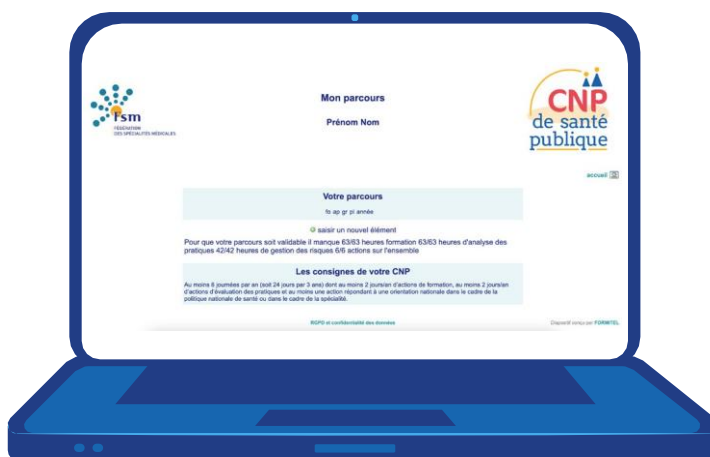 Mon parcours
Prénom Nom
fsm
FÉDÉRATION
DES SPÉCIALITÉS MÉDICALES
CNP
de santé
publique
accueil
Votre parcours
fo ap gr pi année
saisir un nouvel élément
Pour que votre parcours soit validable il manque 63/63 heures formation 63/63 heures d'analyse des
pratiques 42/42 heures de gestion des risques 6/6 actions sur l'ensemble
Les consignes de votre CNP
Au moins 8 journées par an (soit 24 jours par 3 ans) dont au moins 2 jours/an d'actions de formation, au moins 2 jours/an
d'actions d'évaluation des pratiques et au moins une action répondant à une orientation nationale dans le cadre de la
politique nationale de santé ou dans le cadre de la spécialité.
RGPD et confidentialité des données
Dispositif conçu par FORMITEL